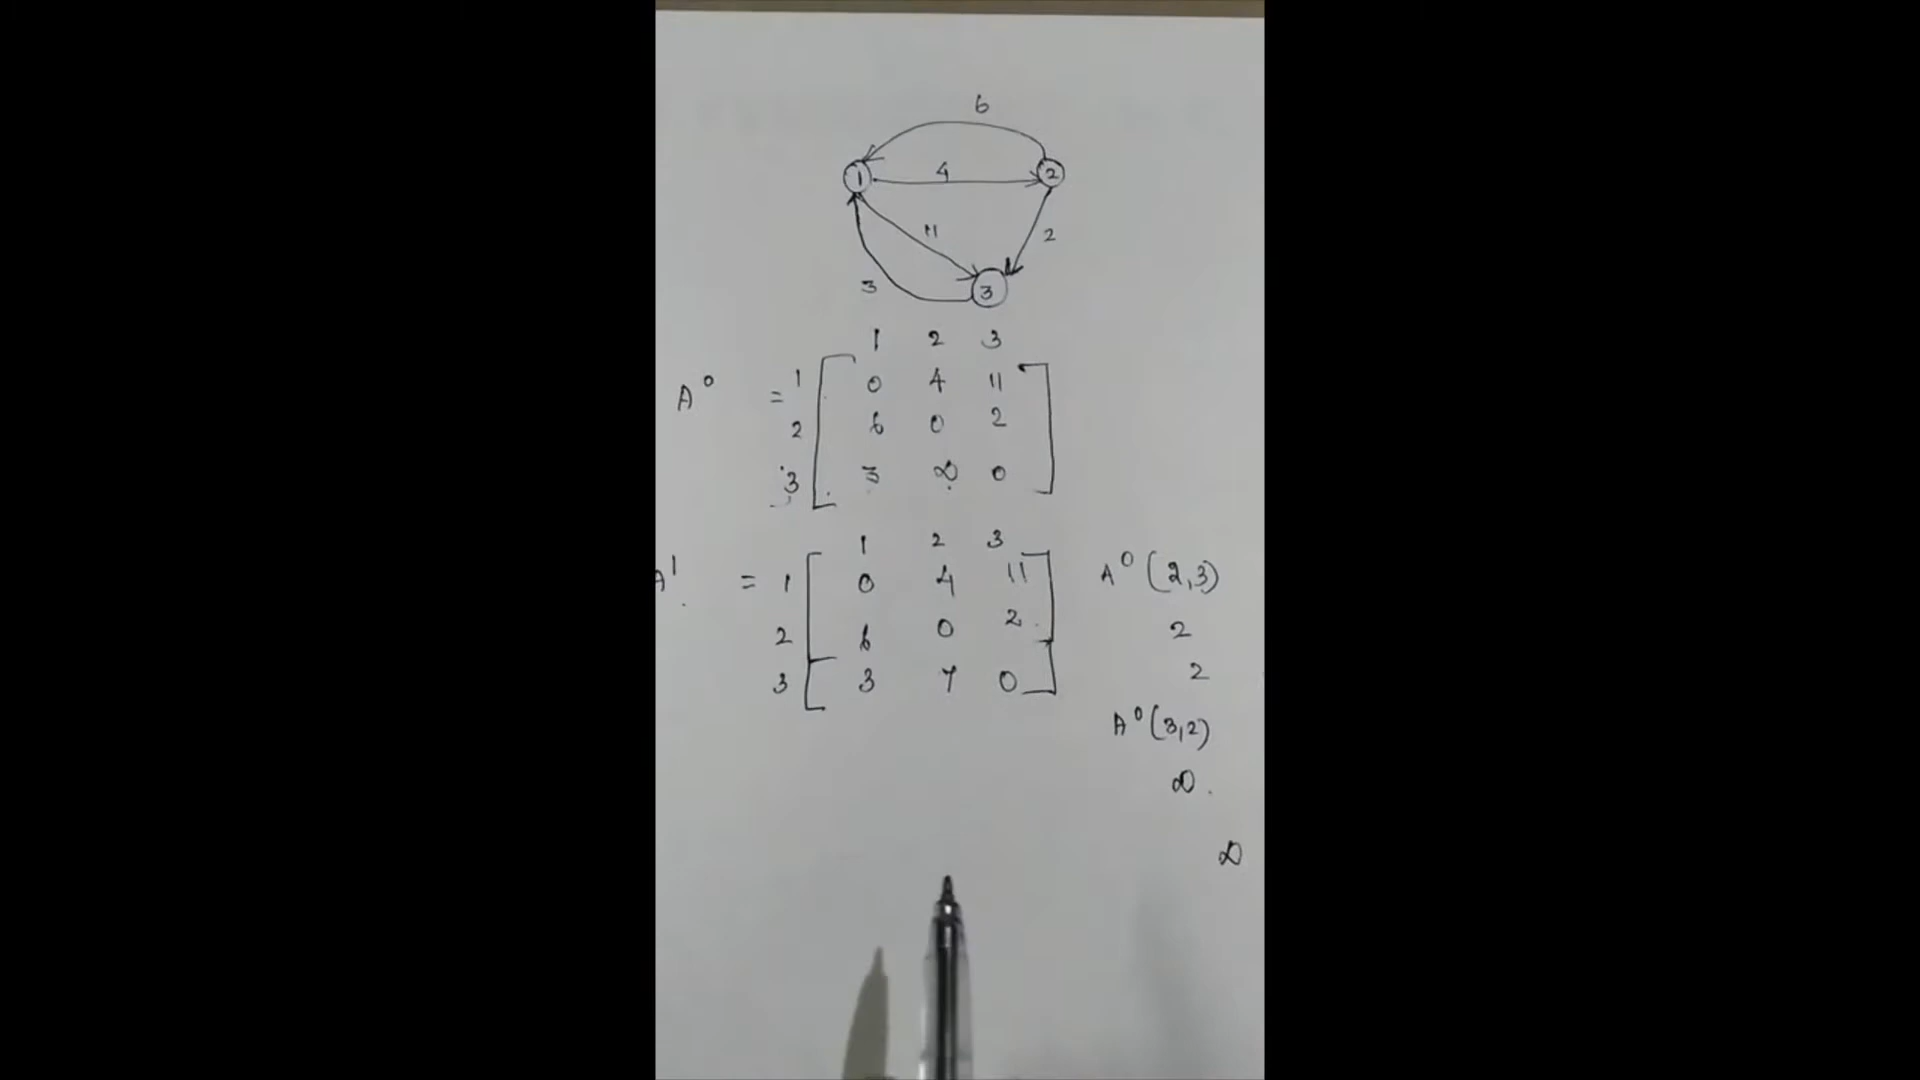 6
1 4 2
11 2
3 3
1 2 3
A⁰ = 1 0 4 11
2 6 0 2
3 3 ∞ 0
1 2 3
A¹ = 1 0 4 11
2 6 0 2
3 3 7 0
A⁰ (2,3)
2
2
A⁰ (3,2)
∞.
∞